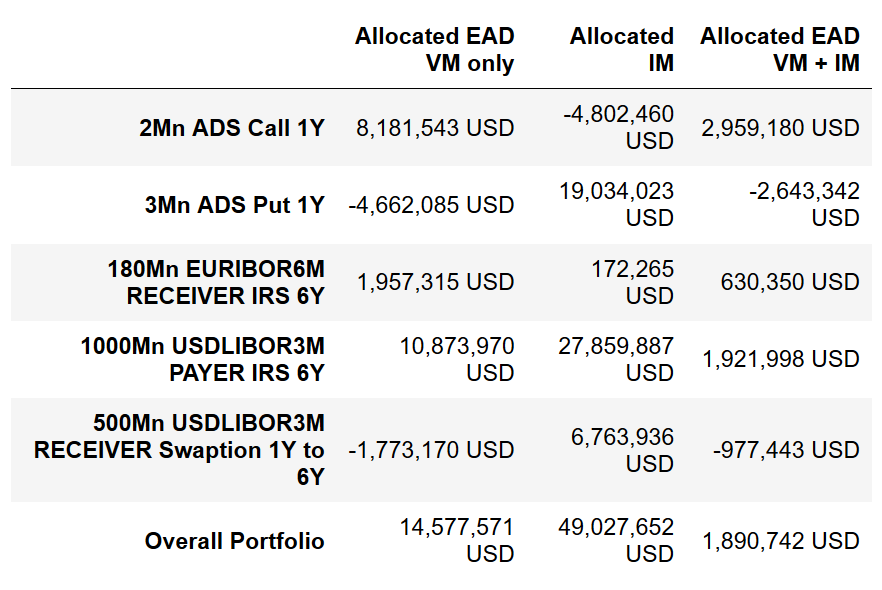 Allocated EAD VM only Allocated IM Allocated EAD VM + IM
2Mn ADS Call 1Y 8,181,543 USD -4,802,460 USD 2,959,180 USD
3Mn ADS Put 1Y -4,662,085 USD 19,034,023 USD -2,643,342 USD
180Mn EURIBOR6M RECEIVER IRS 6Y 1,957,315 USD 172,265 USD 630,350 USD
1000Mn USDLIBOR3M PAYER IRS 6Y 10,873,970 USD 27,859,887 USD 1,921,998 USD
500Mn USDLIBOR3M RECEIVER Swaption 1Y to 6Y -1,773,170 USD 6,763,936 USD -977,443 USD
Overall Portfolio 14,577,571 USD 49,027,652 USD 1,890,742 USD